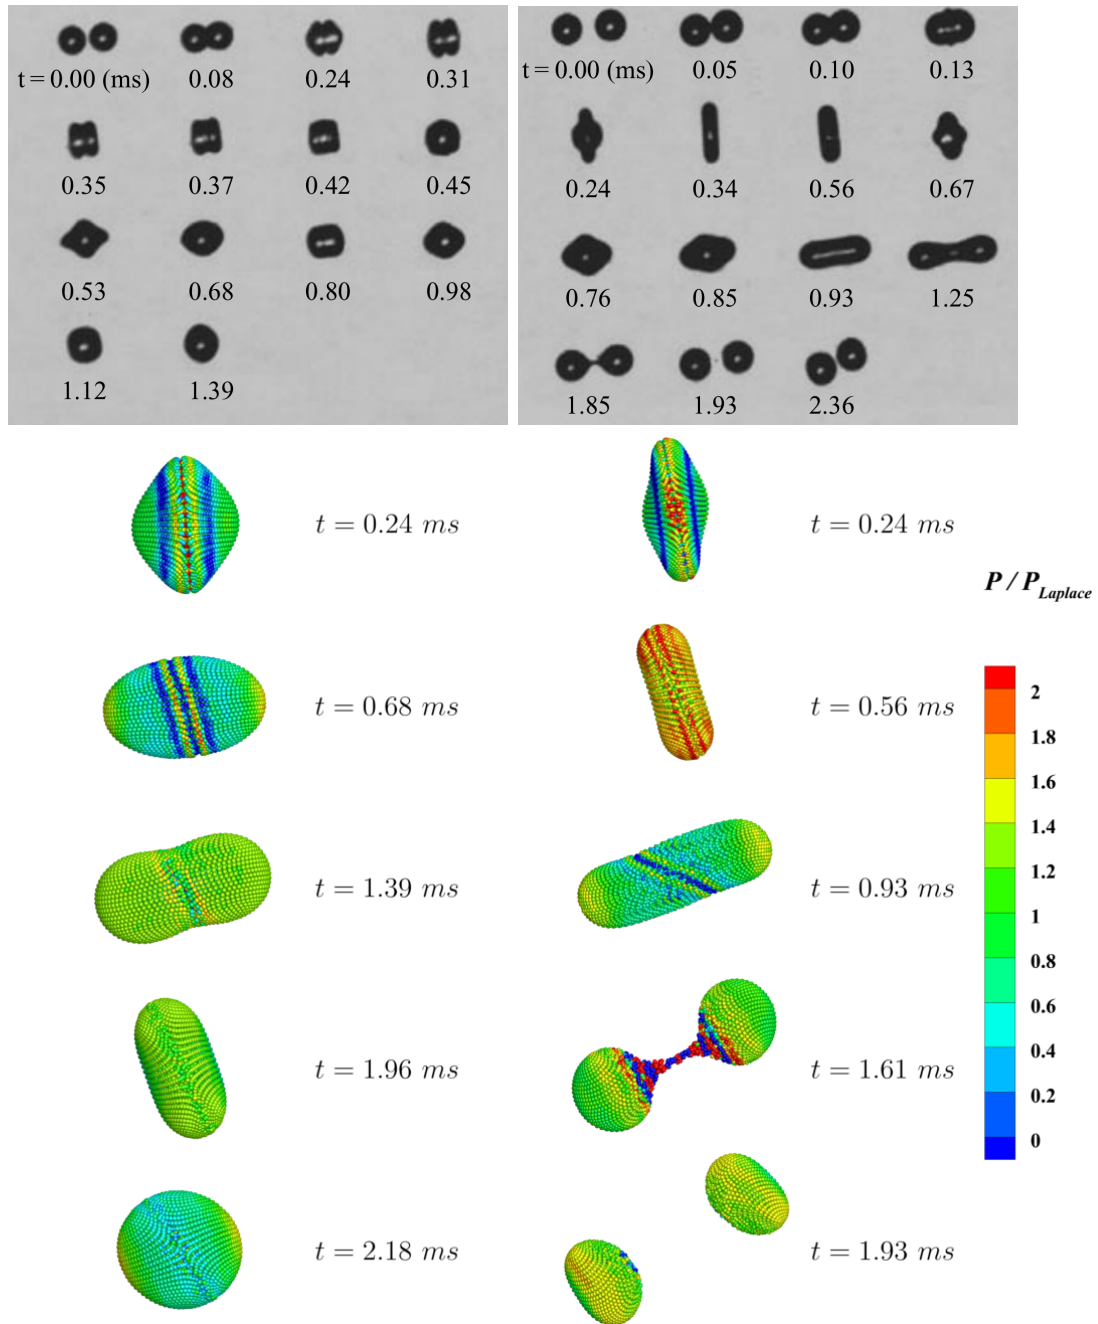 t = 0.00 (ms) 0.08 0.24 0.31
0.35 0.37 0.42 0.45
0.53 0.68 0.80 0.98
1.12 1.39
t = 0.00 (ms) 0.05 0.10 0.13
0.24 0.34 0.56 0.67
0.76 0.85 0.93 1.25
1.85 1.93 2.36
t = 0.24 ms
t = 0.68 ms
t = 1.39 ms
t = 1.96 ms
t = 2.18 ms
t = 0.24 ms
t = 0.56 ms
t = 0.93 ms
t = 1.61 ms
t = 1.93 ms
P / P_Laplace
2
1.8
1.6
1.4
1.2
1
0.8
0.6
0.4
0.2
0